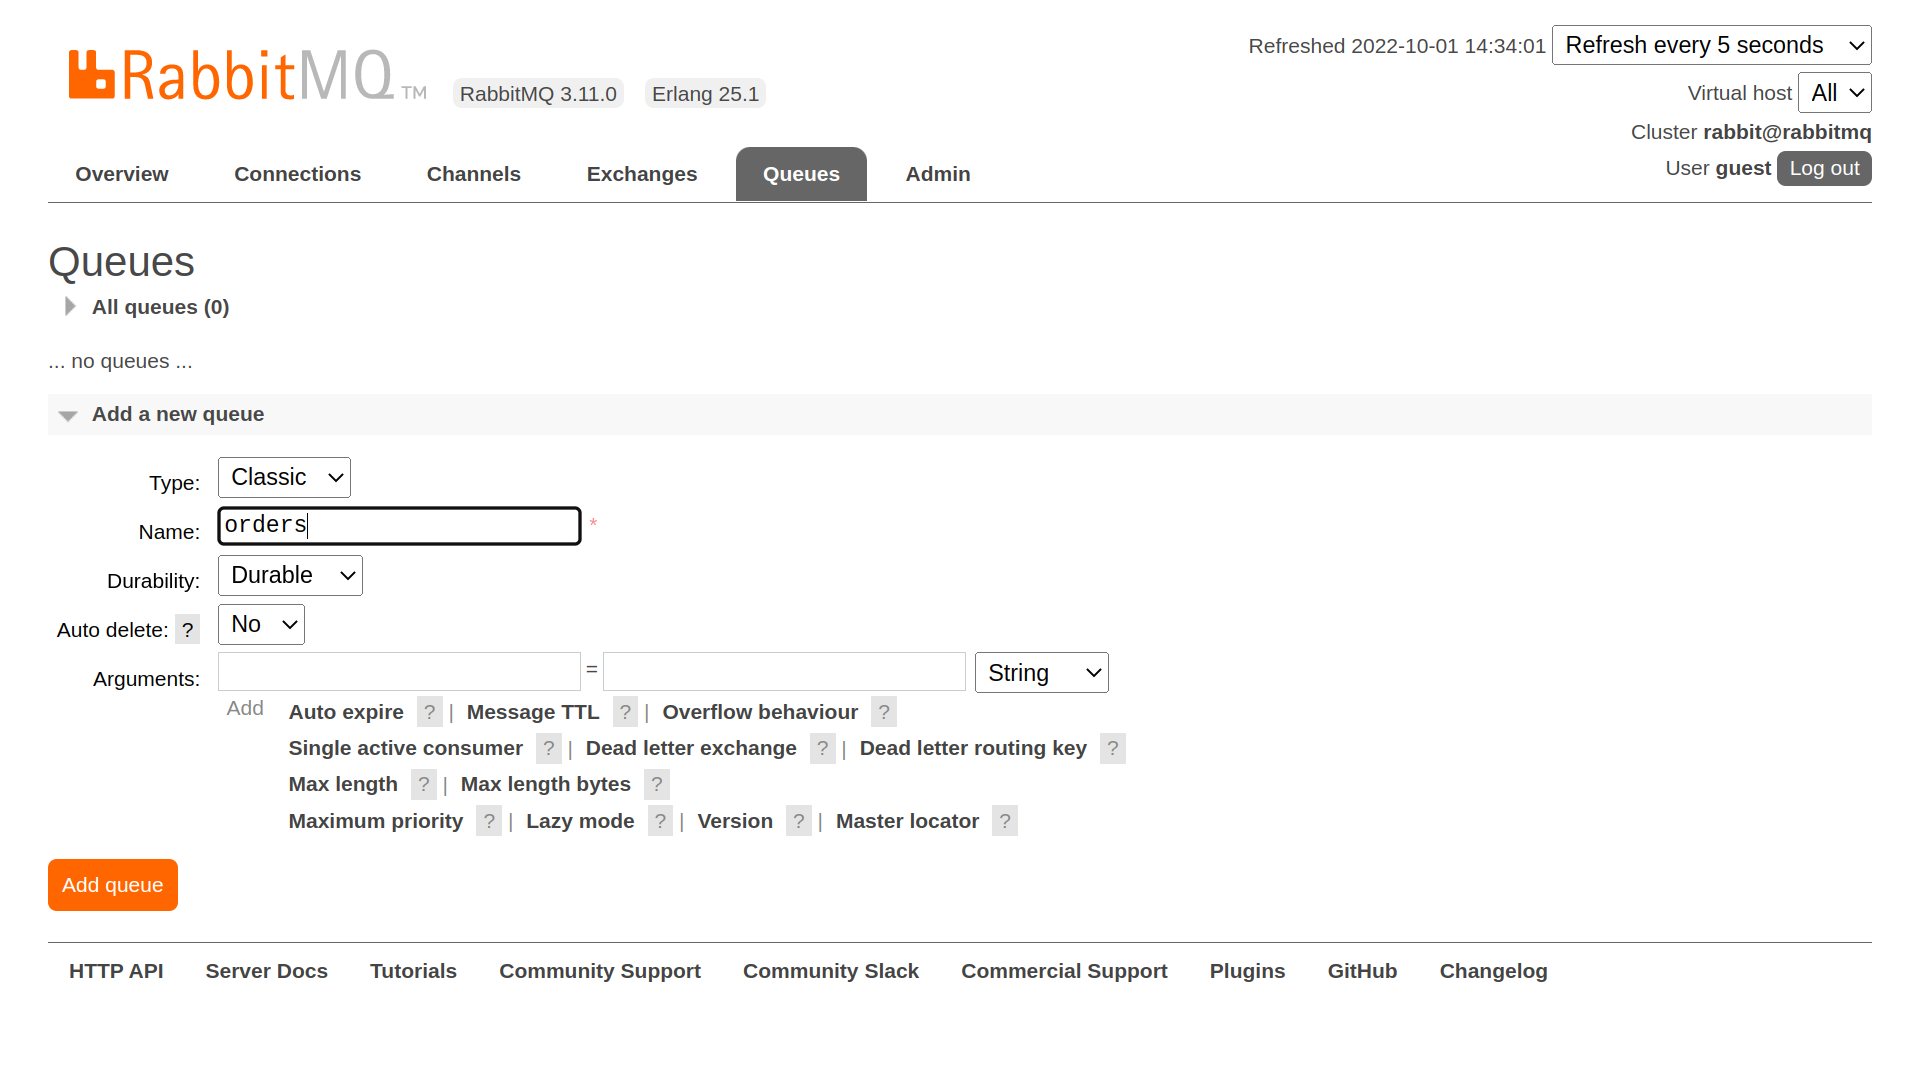 RabbitMQ TM
RabbitMQ 3.11.0 Erlang 25.1
Refreshed 2022-10-01 14:34:01 Refresh every 5 seconds
Virtual host All
Cluster rabbit@rabbitmq
User guest Log out
Overview Connections Channels Exchanges Queues Admin
Queues
All queues (0)
... no queues ...
Add a new queue
Type: Classic
Name: orders *
Durability: Durable
Auto delete: ? No
Arguments: = String
Add Auto expire ? | Message TTL ? | Overflow behaviour ?
Single active consumer ? | Dead letter exchange ? | Dead letter routing key ?
Max length ? | Max length bytes ?
Maximum priority ? | Lazy mode ? | Version ? | Master locator ?
Add queue
HTTP API Server Docs Tutorials Community Support Community Slack Commercial Support Plugins GitHub Changelog